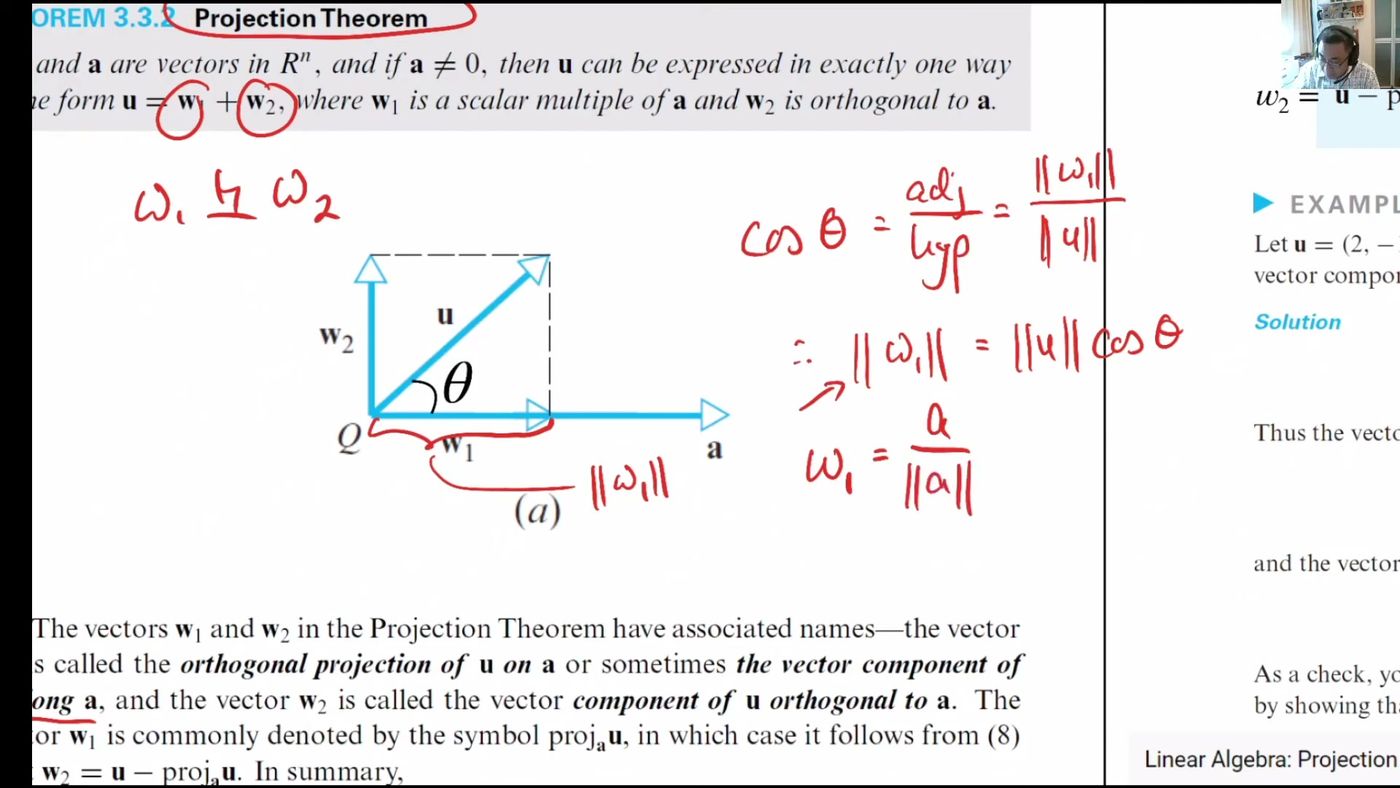 OREM 3.3.2 Projection Theorem
and a are vectors in Rⁿ, and if a ≠ 0, then u can be expressed in exactly one way
e form u = w₁ + w₂, where w₁ is a scalar multiple of a and w₂ is orthogonal to a.
ω₁ ω₂
cos θ = adj/hyp = ||ω₁||/||u||
∴ ||ω₁|| = ||u|| cos θ
ω₁ = a/||a||
w₂
u
θ
Q
w₁
a
||ω₁||
(a)
The vectors w₁ and w₂ in the Projection Theorem have associated names—the vector
s called the orthogonal projection of u on a or sometimes the vector component of
ong a, and the vector w₂ is called the vector component of u orthogonal to a. The
or w₁ is commonly denoted by the symbol projₐu, in which case it follows from (8)
w₂ = u − projₐu. In summary,
w₂ = u − p
EXAMPL
Let u = (2, −
vector compor
Solution
Thus the vecto
and the vector
As a check, yo
by showing tha
Linear Algebra: Projection